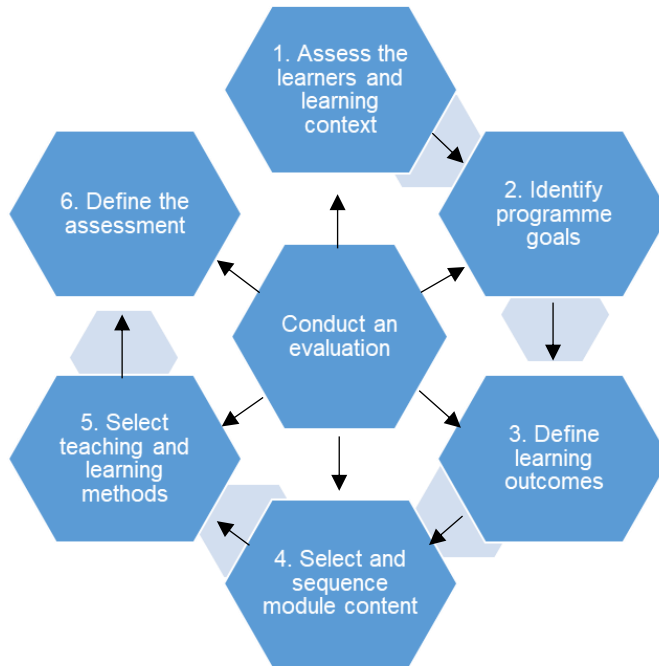 1. Assess the
learners and
learning
context
2. Identify
programme
goals
3. Define
learning
outcomes
4. Select and
sequence
module content
5. Select
teaching and
learning
methods
6. Define the
assessment
Conduct an
evaluation